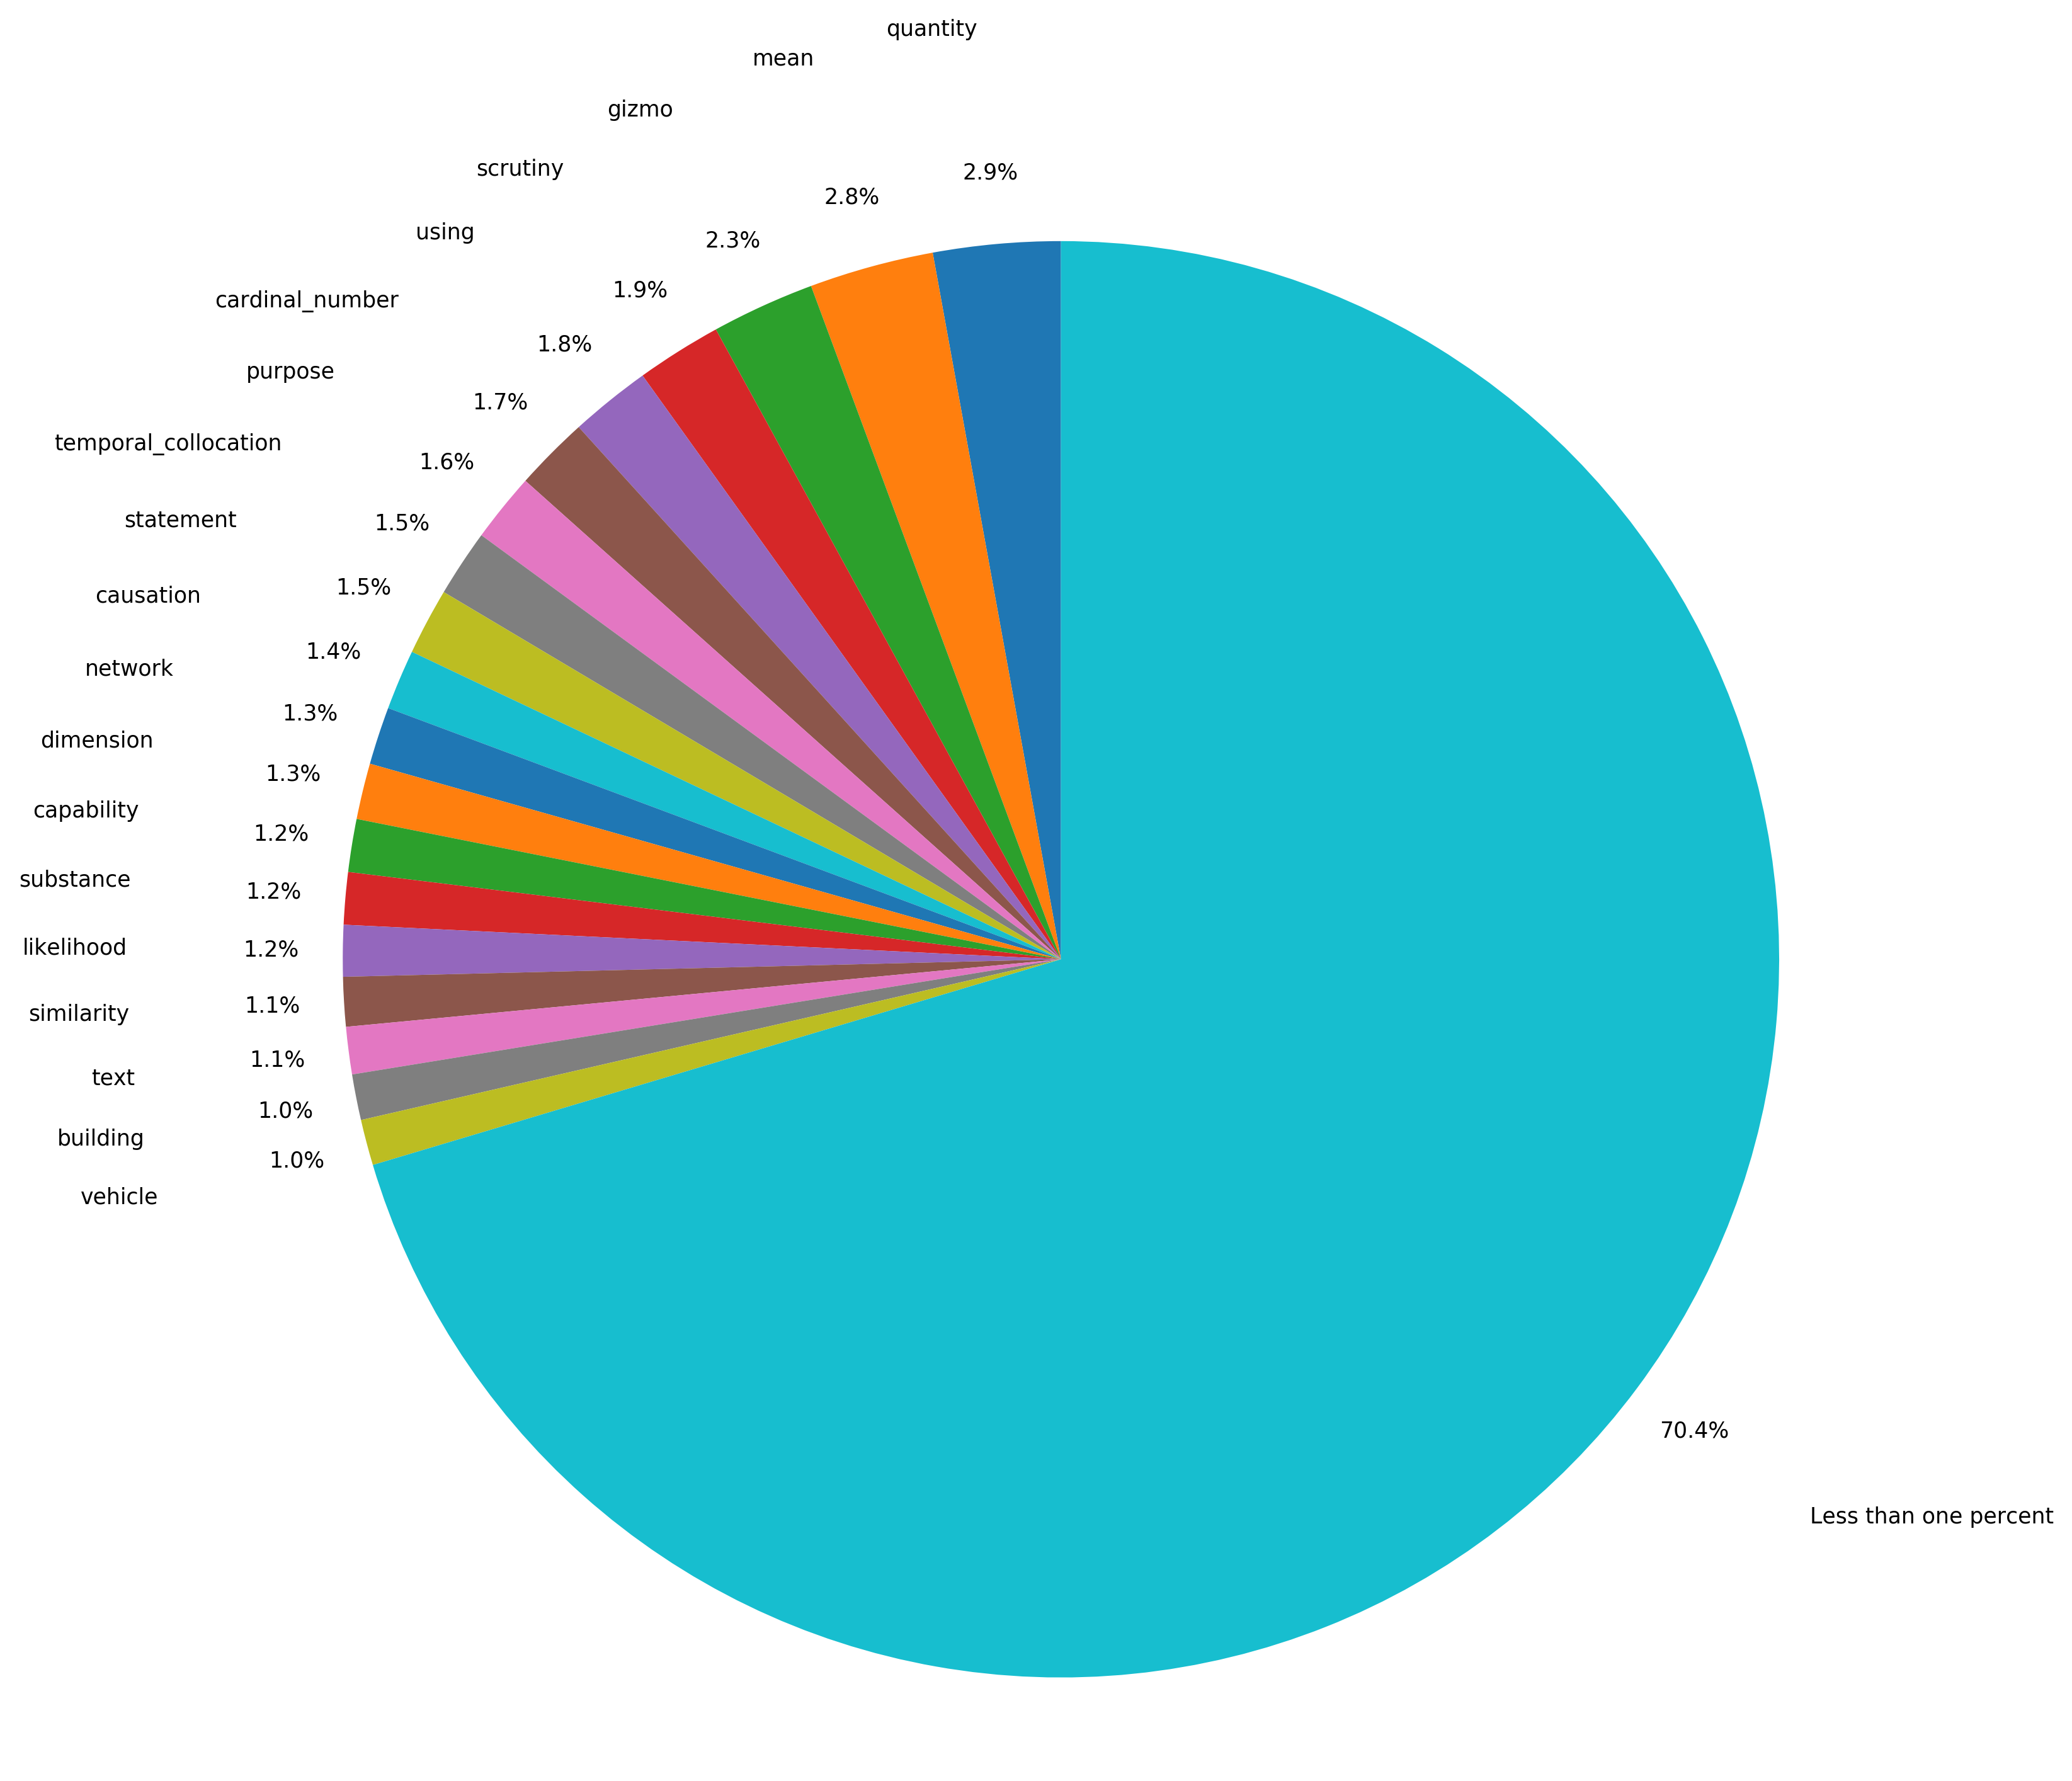 quantity
2.9%
mean
2.8%
gizmo
2.3%
scrutiny
1.9%
using
1.8%
cardinal_number
1.7%
purpose
1.6%
temporal_collocation
1.5%
statement
1.5%
causation
1.4%
network
1.3%
dimension
1.3%
capability
1.2%
substance
1.2%
likelihood
1.2%
similarity
1.1%
text
1.1%
building
1.0%
vehicle
1.0%
Less than one percent
70.4%